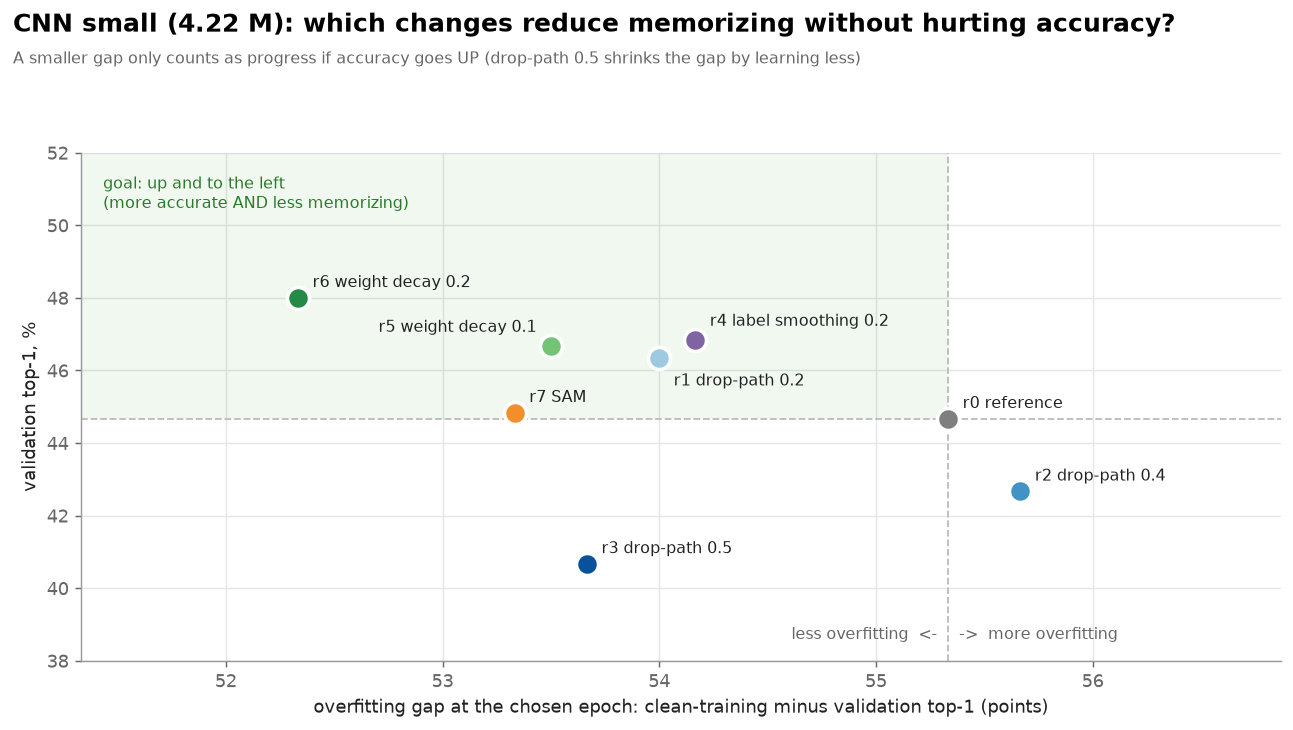 CNN small (4.22 M): which changes reduce memorizing without hurting accuracy?
A smaller gap only counts as progress if accuracy goes UP (drop-path 0.5 shrinks the gap by learning less)
goal: up and to the left
(more accurate AND less memorizing)
r6 weight decay 0.2
r5 weight decay 0.1
r4 label smoothing 0.2
r1 drop-path 0.2
r7 SAM
r0 reference
r2 drop-path 0.4
r3 drop-path 0.5
less overfitting <-
-> more overfitting
52
50
48
46
44
42
40
38
validation top-1, %
52
53
54
55
56
overfitting gap at the chosen epoch: clean-training minus validation top-1 (points)